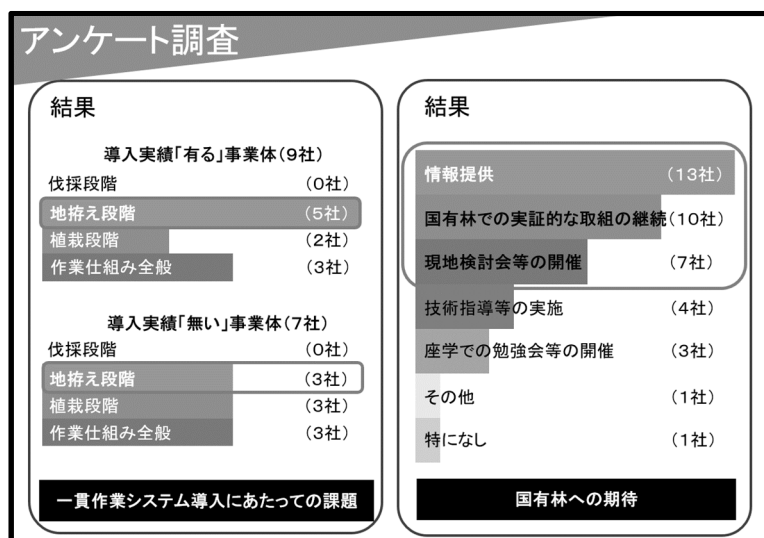 アンケート調査
結果
導入実績「有る」事業体（9社）
伐採段階 （0社）
地拵え段階 （5社）
植栽段階 （2社）
作業仕組み全般 （3社）
導入実績「無い」事業体（7社）
伐採段階 （0社）
地拵え段階 （3社）
植栽段階 （3社）
作業仕組み全般 （3社）
一貫作業システム導入にあたっての課題
結果
情報提供 （13社）
国有林での実証的な取組の継続（10社）
現地検討会等の開催 （7社）
技術指導等の実施 （4社）
座学での勉強会等の開催 （3社）
その他 （1社）
特になし （1社）
国有林への期待